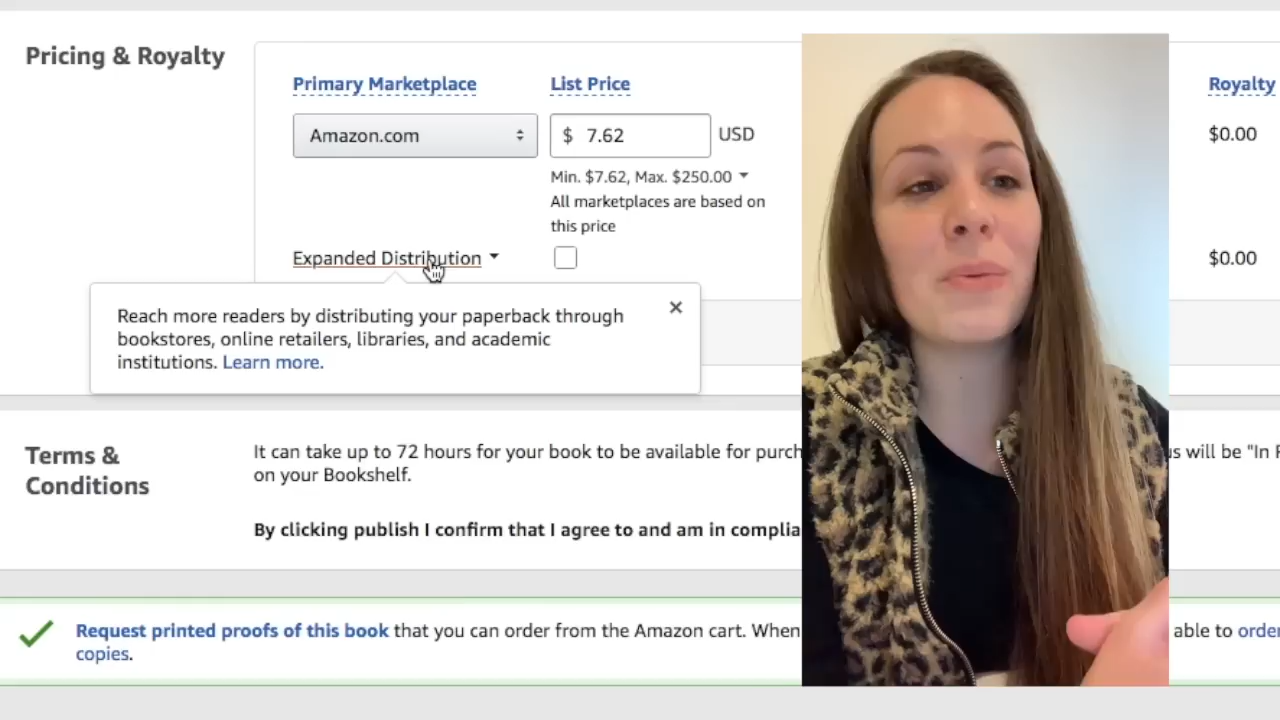 Pricing & Royalty
Primary Marketplace
List Price
Royalty
Amazon.com
$ 7.62
USD
$0.00
Min. $7.62, Max. $250.00
All marketplaces are based on
this price
Expanded Distribution
$0.00
Reach more readers by distributing your paperback through
bookstores, online retailers, libraries, and academic
institutions. Learn more.
Terms &
Conditions
It can take up to 72 hours for your book to be available for purch
us will be "In
on your Bookshelf.
By clicking publish I confirm that I agree to and am in complia
Request printed proofs of this book that you can order from the Amazon cart. When
able to order
copies.